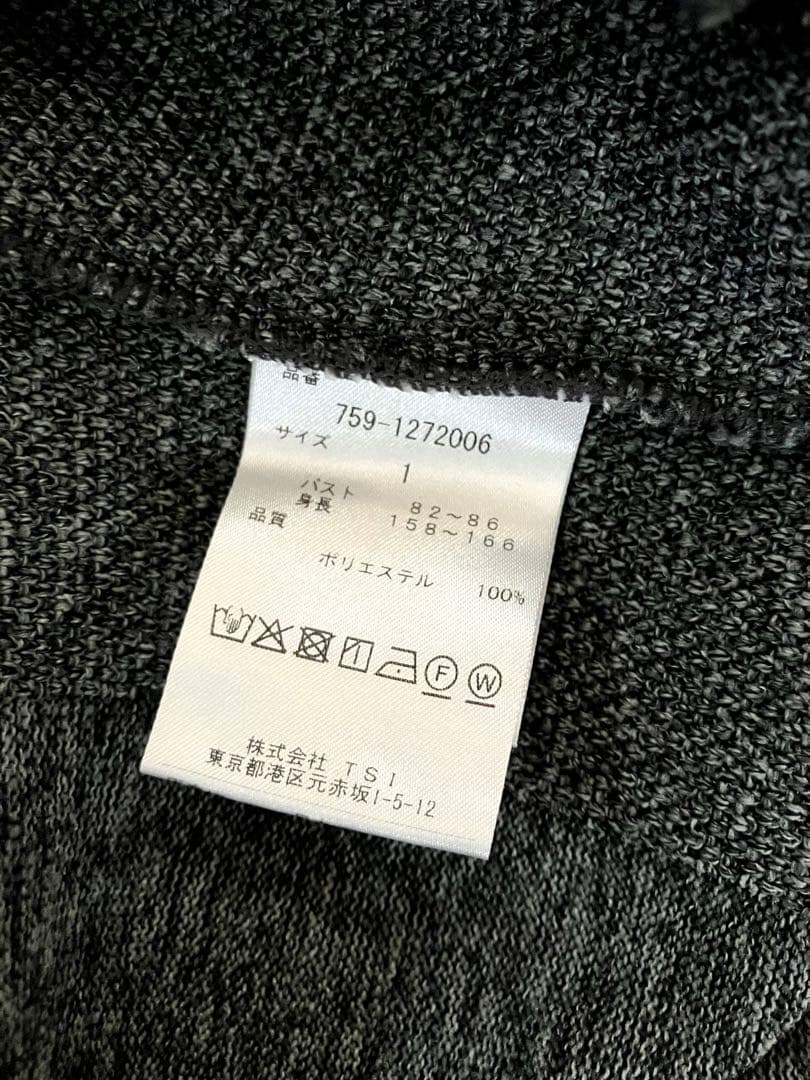 品番
759-1272006
サイズ
1
バスト 82～86
身長 158～166
品質
ポリエステル 100%
F W
株式会社 TSI
東京都港区元赤坂1-5-12